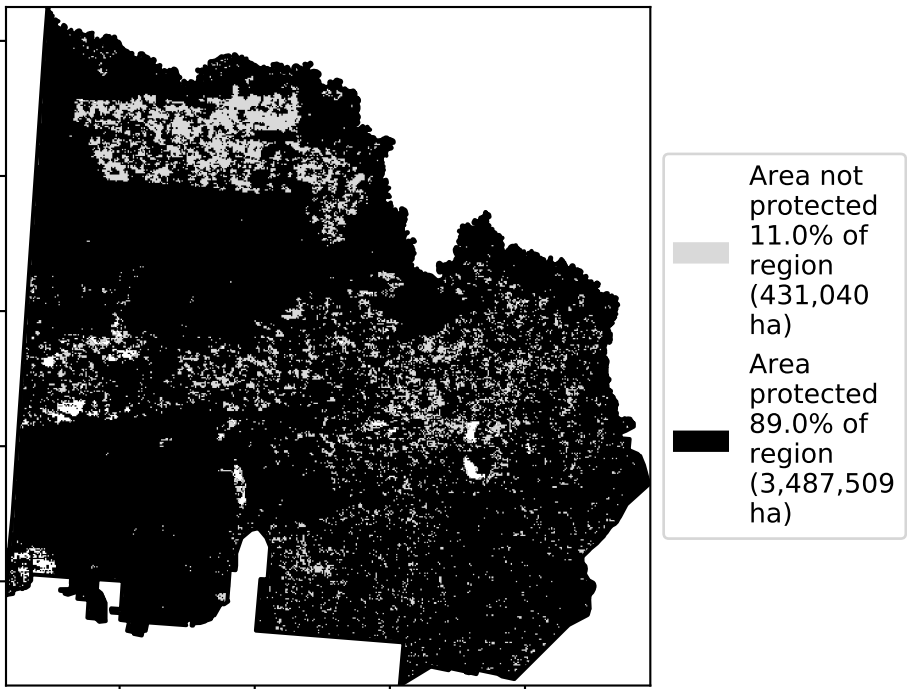 Area not
protected
11.0% of
region
(431,040
ha)
Area
protected
89.0% of
region
(3,487,509
ha)